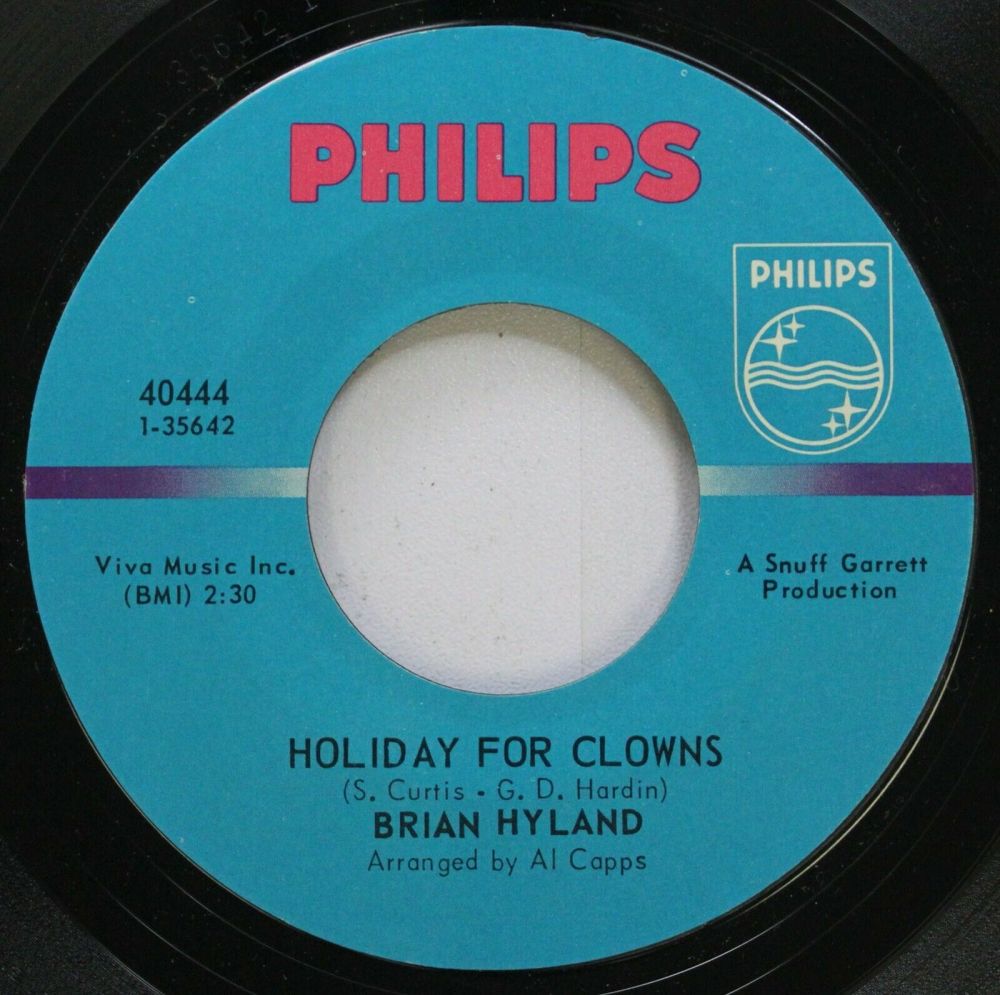 PHILIPS
PHILIPS
40444
1-35642
Viva Music Inc.
(BMI) 2:30
A Snuff Garrett
Production
HOLIDAY FOR CLOWNS
(S. Curtis - G. D. Hardin)
BRIAN HYLAND
Arranged by Al Capps